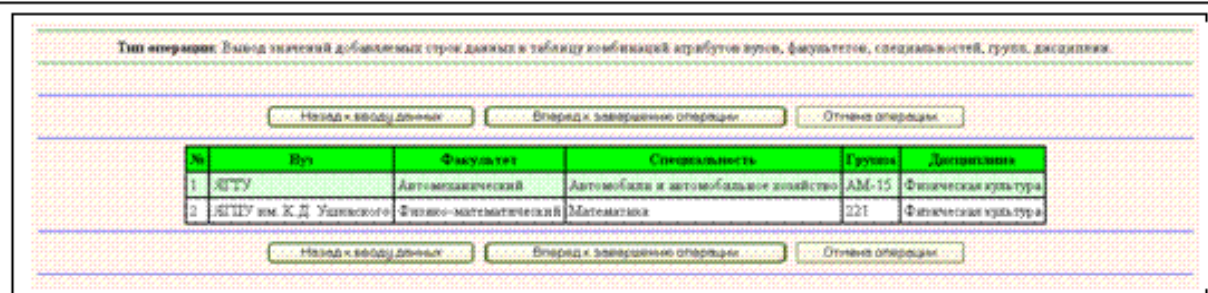 Тип операции: Вывод значений добавляемых строк данных в таблицу комбинаций атрибутов вузов, факультетов, специальностей, групп, дисциплин.
Назад к вводу данных Вперед к завершению операции Отмена операции
№ Вуз Факультет Специальность Группа Дисциплина
1 ЯГТУ Автомеханический Автомобили и автомобильное хозяйство АМ-15 Физическая культура
2 ЯГПУ им. К.Д. Ушинского Физико-математический Математика 221 Физическая культура
Назад к вводу данных Вперед к завершению операции Отмена операции